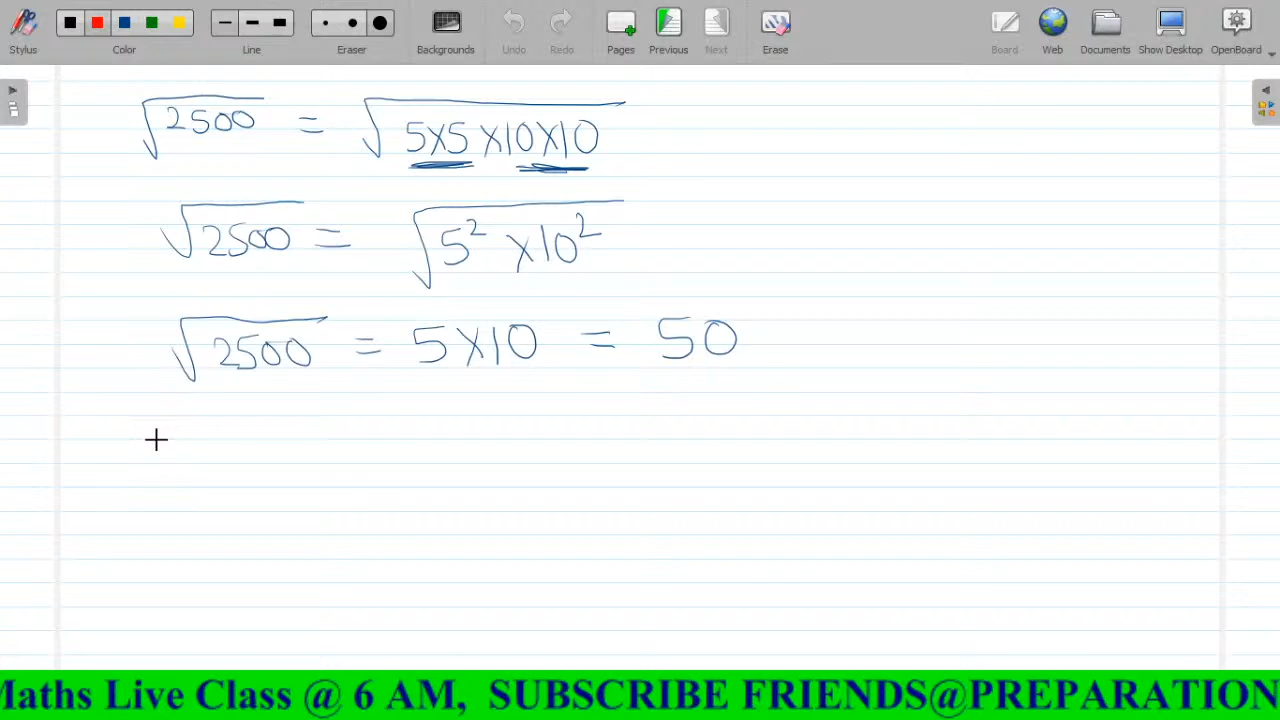 Stylus Color Line Eraser Backgrounds Undo Redo Pages Previous Next Erase Board Web Documents Show Desktop OpenBoard
√2500 = √5×5×10×10
√2500 = √5² ×10²
√2500 = 5×10 = 50
Maths Live Class @ 6 AM, SUBSCRIBE FRIENDS@PREPARATION